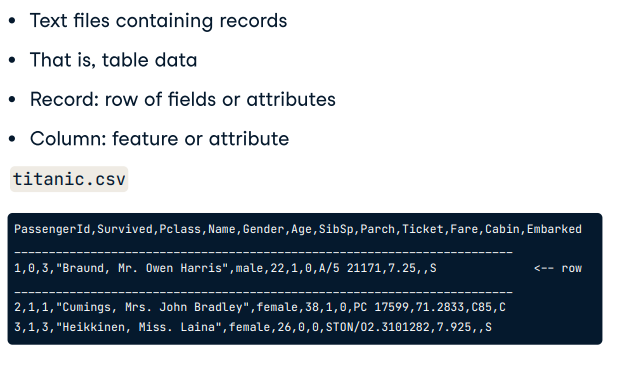 • Text files containing records
• That is, table data
• Record: row of fields or attributes
• Column: feature or attribute
titanic.csv
PassengerId,Survived,Pclass,Name,Gender,Age,SibSp,Parch,Ticket,Fare,Cabin,Embarked
____________________________________________________________________________
1,0,3,"Braund, Mr. Owen Harris",male,22,1,0,A/5 21171,7.25,,S <-- row
____________________________________________________________________________
2,1,1,"Cumings, Mrs. John Bradley",female,38,1,0,PC 17599,71.2833,C85,C
3,1,3,"Heikkinen, Miss. Laina",female,26,0,0,STON/O2.3101282,7.925,,S